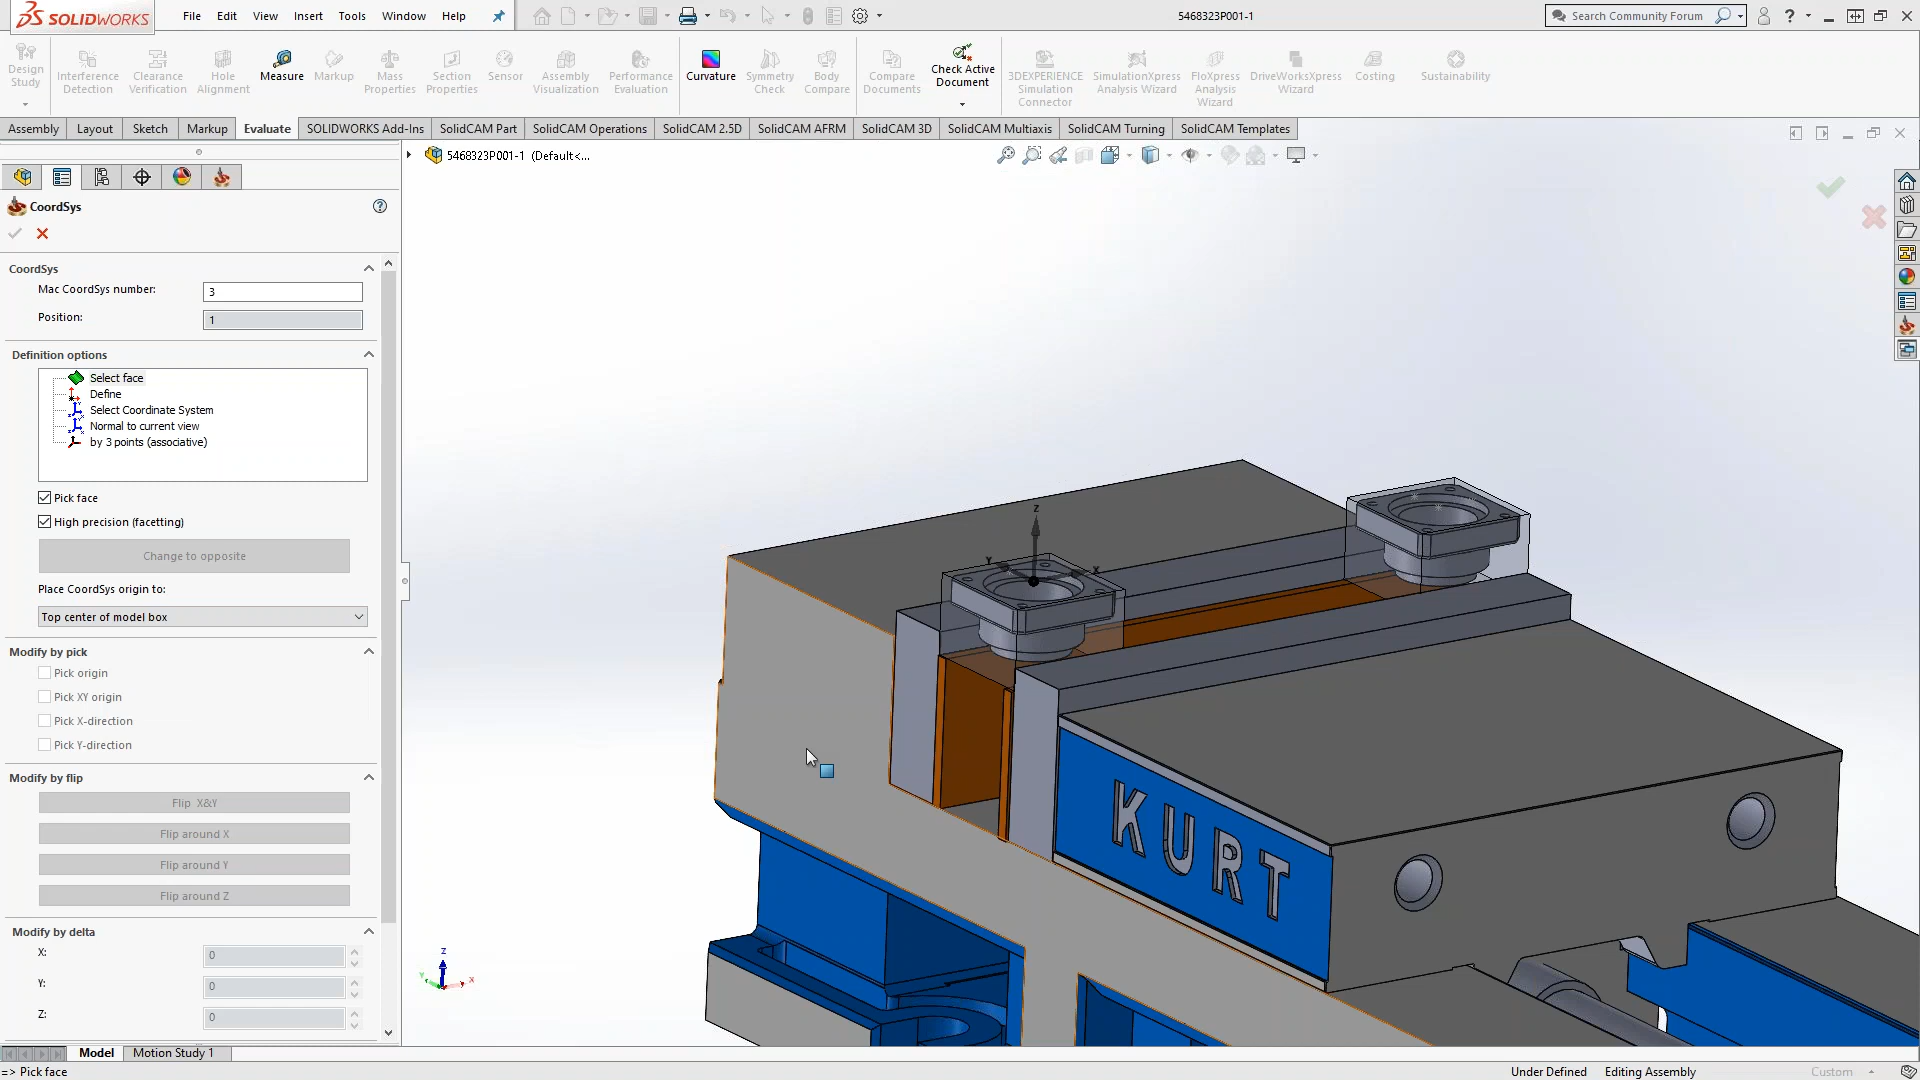 SOLIDWORKS File Edit View Insert Tools Window Help 5468323P001-1 Search Community Forum
Design Study Interference Detection Clearance Verification Hole Alignment Measure Markup Mass Properties Section Properties Sensor Assembly Visualization Performance Evaluation Curvature Symmetry Check Body Compare Compare Documents Check Active Document 3DEXPERIENCE Simulation Connector SimulationXpress Analysis Wizard FloXpress Analysis Wizard DriveWorksXpress Wizard Costing Sustainability
Assembly Layout Sketch Markup Evaluate SOLIDWORKS Add-Ins SolidCAM Part SolidCAM Operations SolidCAM 2.5D SolidCAM AFRM SolidCAM 3D SolidCAM Multiaxis SolidCAM Turning SolidCAM Templates
5468323P001-1 (Default<...
CoordSys
CoordSys
Mac CoordSys number: 3
Position: 1
Definition options
Select face
Define
Select Coordinate System
Normal to current view
by 3 points (associative)
Pick face
High precision (facetting)
Change to opposite
Place CoordSys origin to:
Top center of model box
Modify by pick
Pick origin
Pick XY origin
Pick X-direction
Pick Y-direction
Modify by flip
Flip X&Y
Flip around X
Flip around Y
Flip around Z
Modify by delta
X: 0
Y: 0
Z: 0
Z
Y X
KURT
Z
Y X
Model Motion Study 1
=> Pick face Under Defined Editing Assembly Custom